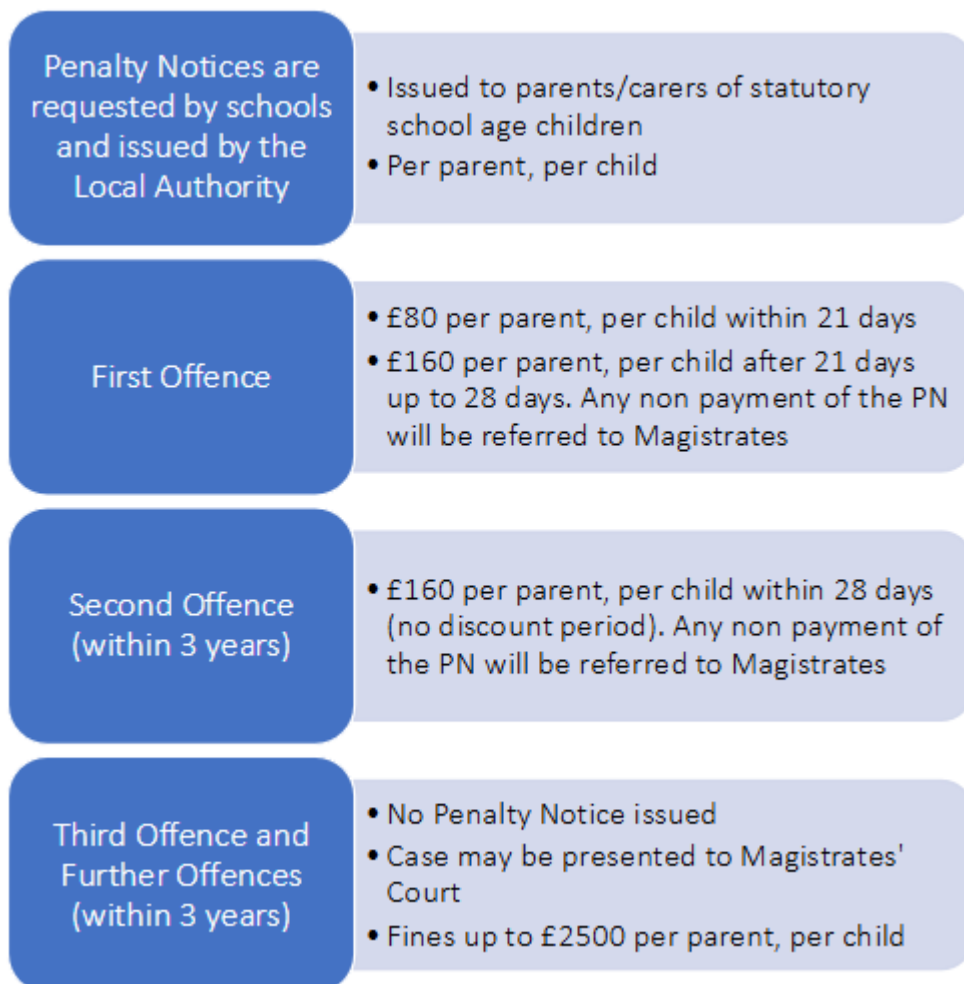 Penalty Notices are
requested by schools
and issued by the
Local Authority
• Issued to parents/carers of statutory
school age children
• Per parent, per child
First Offence
• £80 per parent, per child within 21 days
• £160 per parent, per child after 21 days
up to 28 days. Any non payment of the PN
will be referred to Magistrates
Second Offence
(within 3 years)
• £160 per parent, per child within 28 days
(no discount period). Any non payment of
the PN will be referred to Magistrates
Third Offence and
Further Offences
(within 3 years)
• No Penalty Notice issued
• Case may be presented to Magistrates'
Court
• Fines up to £2500 per parent, per child